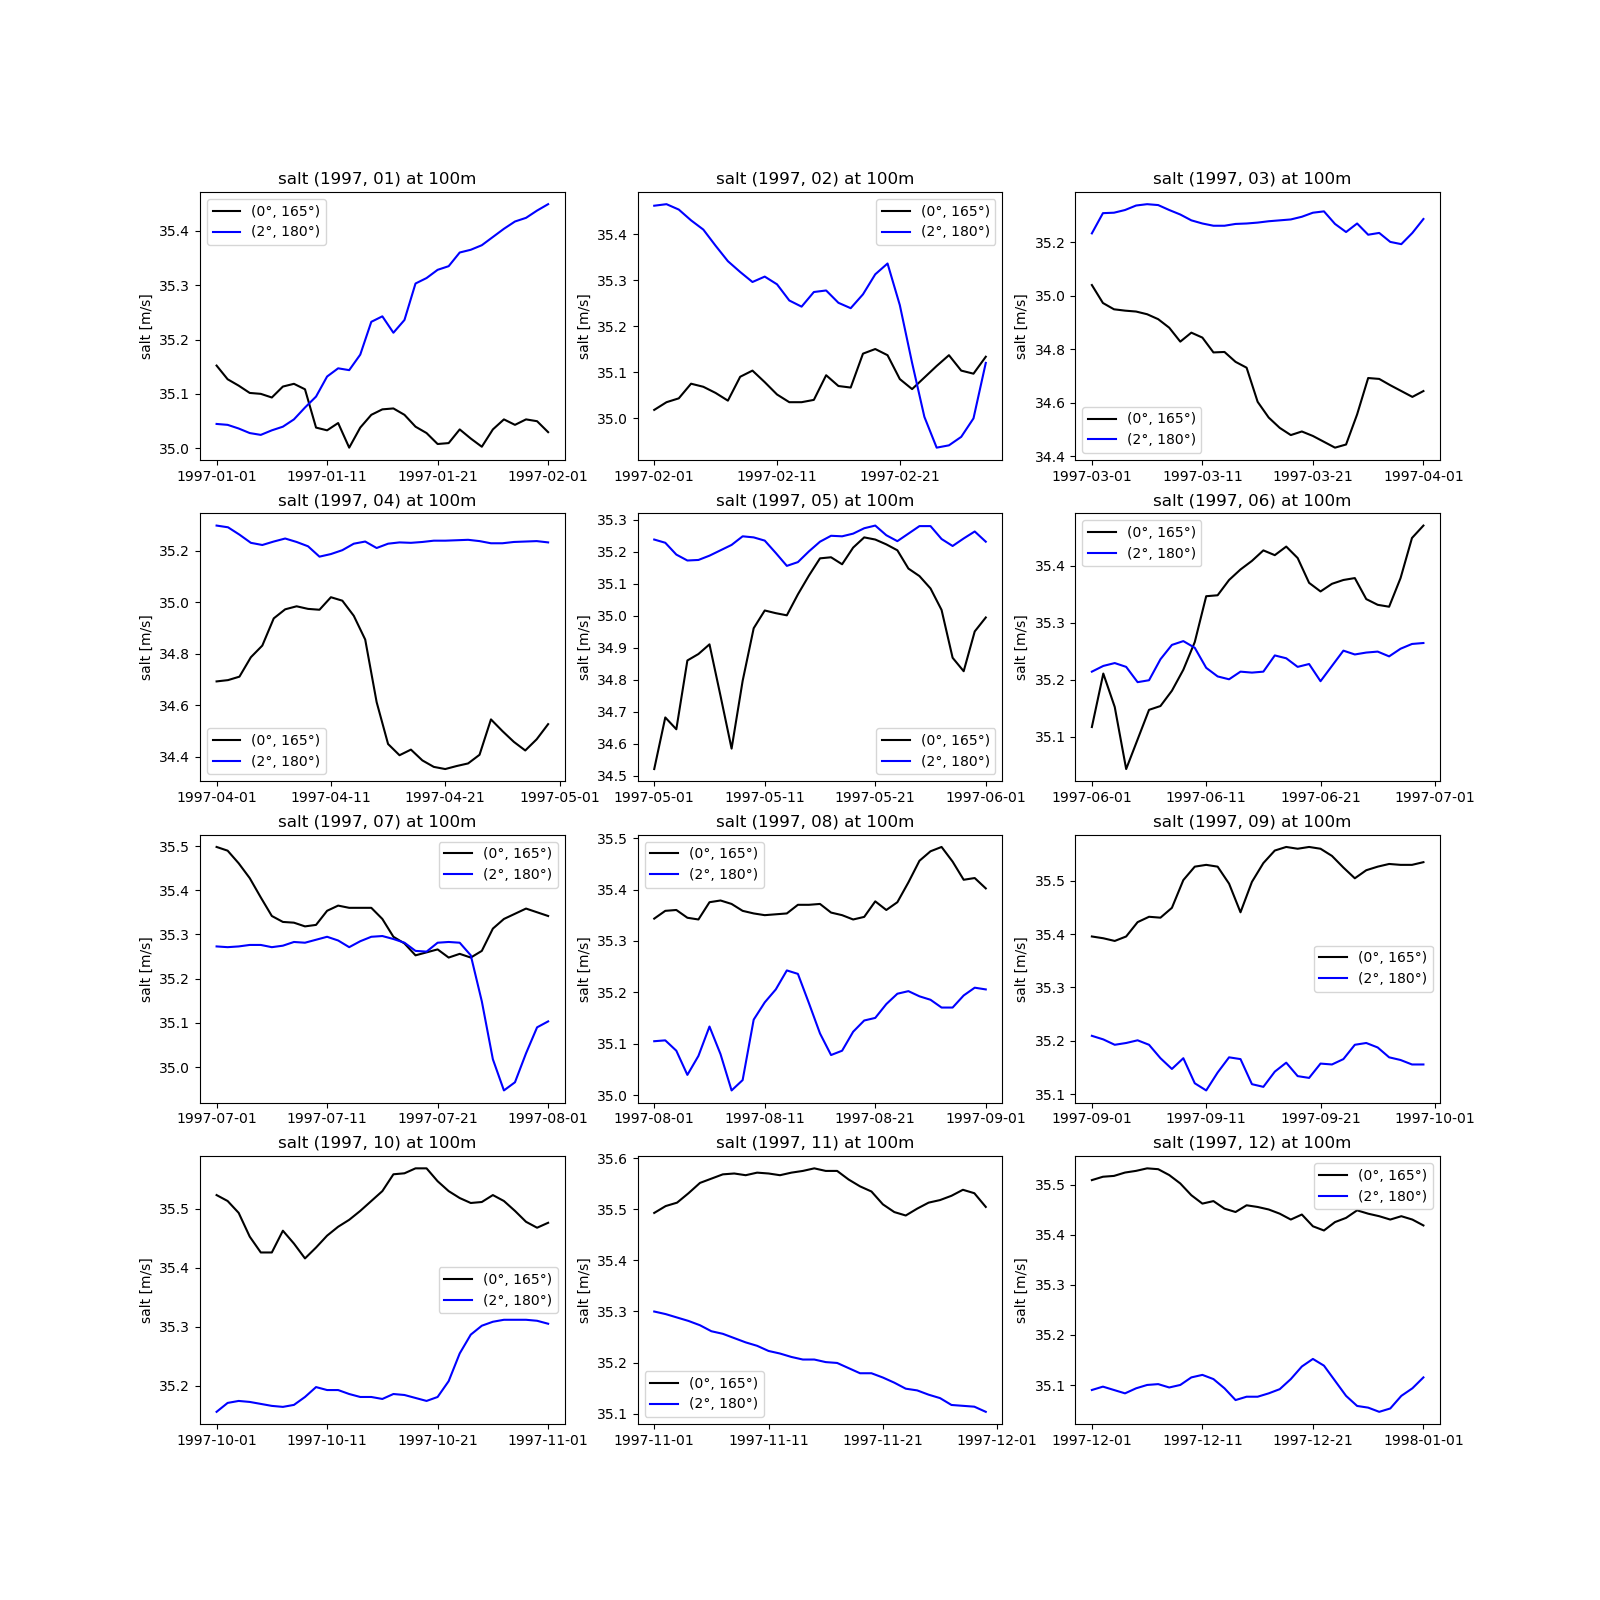 salt (1997, 01) at 100m
salt [m/s]
35.4
35.3
35.2
35.1
35.0
(0°, 165°)
(2°, 180°)
1997-01-01 1997-01-11 1997-01-21 1997-02-01
salt (1997, 02) at 100m
salt [m/s]
35.4
35.3
35.2
35.1
35.0
(0°, 165°)
(2°, 180°)
1997-02-01 1997-02-11 1997-02-21
salt (1997, 03) at 100m
salt [m/s]
35.2
35.0
34.8
34.6
34.4
(0°, 165°)
(2°, 180°)
1997-03-01 1997-03-11 1997-03-21 1997-04-01
salt (1997, 04) at 100m
salt [m/s]
35.2
35.0
34.8
34.6
34.4
(0°, 165°)
(2°, 180°)
1997-04-01 1997-04-11 1997-04-21 1997-05-01
salt (1997, 05) at 100m
salt [m/s]
35.3
35.2
35.1
35.0
34.9
34.8
34.7
34.6
34.5
(0°, 165°)
(2°, 180°)
1997-05-01 1997-05-11 1997-05-21 1997-06-01
salt (1997, 06) at 100m
salt [m/s]
35.4
35.3
35.2
35.1
(0°, 165°)
(2°, 180°)
1997-06-01 1997-06-11 1997-06-21 1997-07-01
salt (1997, 07) at 100m
salt [m/s]
35.5
35.4
35.3
35.2
35.1
35.0
(0°, 165°)
(2°, 180°)
1997-07-01 1997-07-11 1997-07-21 1997-08-01
salt (1997, 08) at 100m
salt [m/s]
35.5
35.4
35.3
35.2
35.1
35.0
(0°, 165°)
(2°, 180°)
1997-08-01 1997-08-11 1997-08-21 1997-09-01
salt (1997, 09) at 100m
salt [m/s]
35.5
35.4
35.3
35.2
35.1
(0°, 165°)
(2°, 180°)
1997-09-01 1997-09-11 1997-09-21 1997-10-01
salt (1997, 10) at 100m
salt [m/s]
35.5
35.4
35.3
35.2
(0°, 165°)
(2°, 180°)
1997-10-01 1997-10-11 1997-10-21 1997-11-01
salt (1997, 11) at 100m
salt [m/s]
35.6
35.5
35.4
35.3
35.2
35.1
(0°, 165°)
(2°, 180°)
1997-11-01 1997-11-11 1997-11-21 1997-12-01
salt (1997, 12) at 100m
salt [m/s]
35.5
35.4
35.3
35.2
35.1
(0°, 165°)
(2°, 180°)
1997-12-01 1997-12-11 1997-12-21 1998-01-01